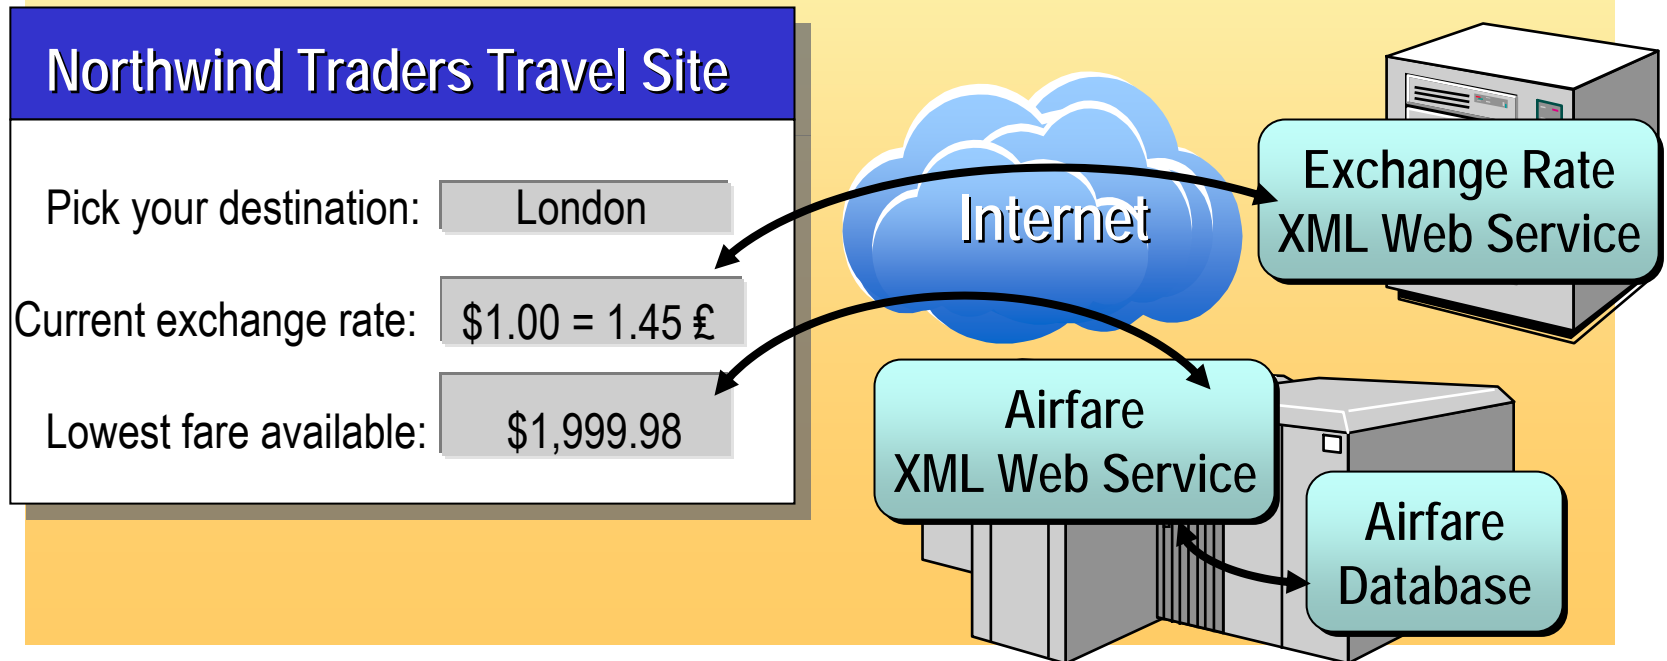 Northwind Traders Travel Site
Pick your destination: London
Current exchange rate: $1.00 = 1.45 ₤
Lowest fare available: $1,999.98
Internet
Exchange Rate
XML Web Service
Airfare
XML Web Service
Airfare
Database